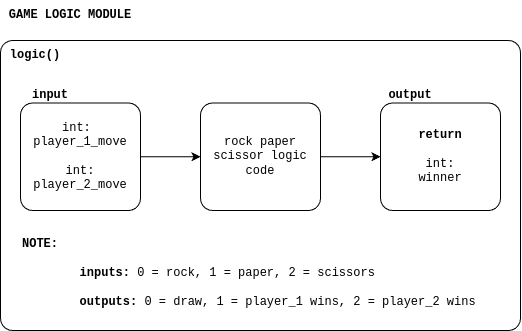 GAME LOGIC MODULE
logic()
input
int:
player_1_move
int:
player_2_move
rock paper
scissor logic
code
output
return
int:
winner
NOTE:
inputs: 0 = rock, 1 = paper, 2 = scissors
outputs: 0 = draw, 1 = player_1 wins, 2 = player_2 wins